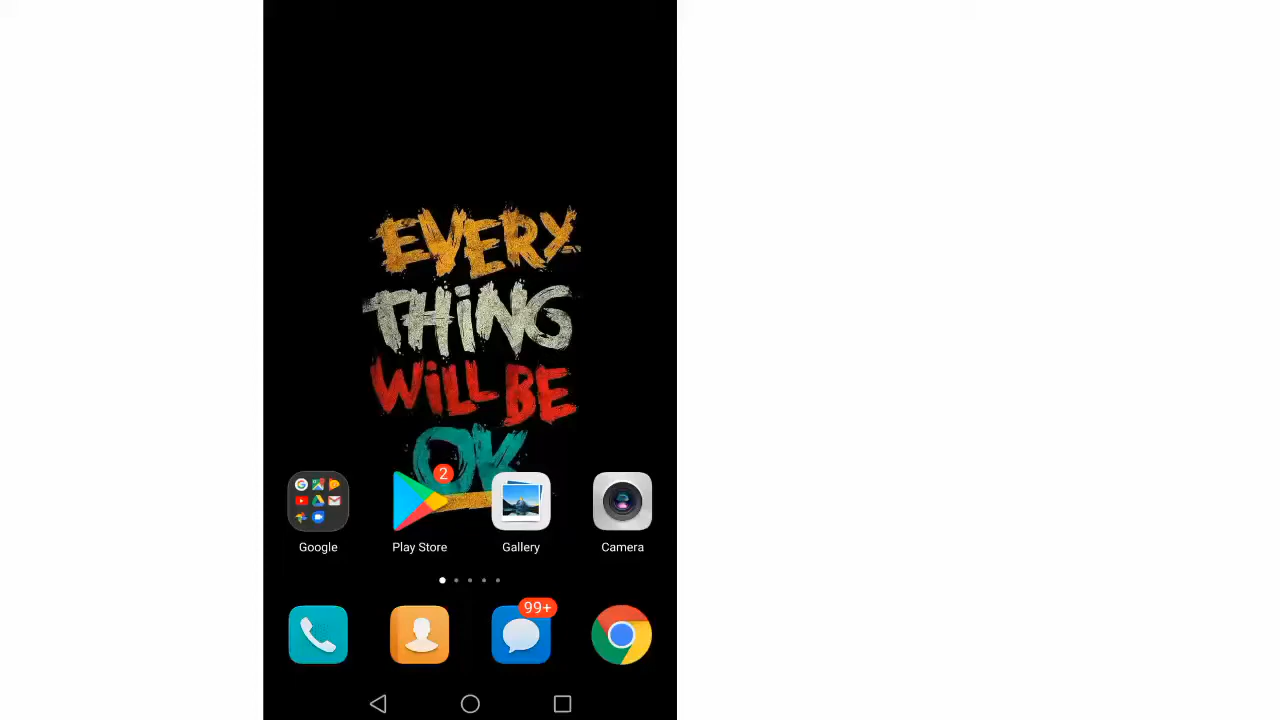 EVERY
THiNG
WiLL BE
OK
2
Google
Play Store
Gallery
Camera
99+